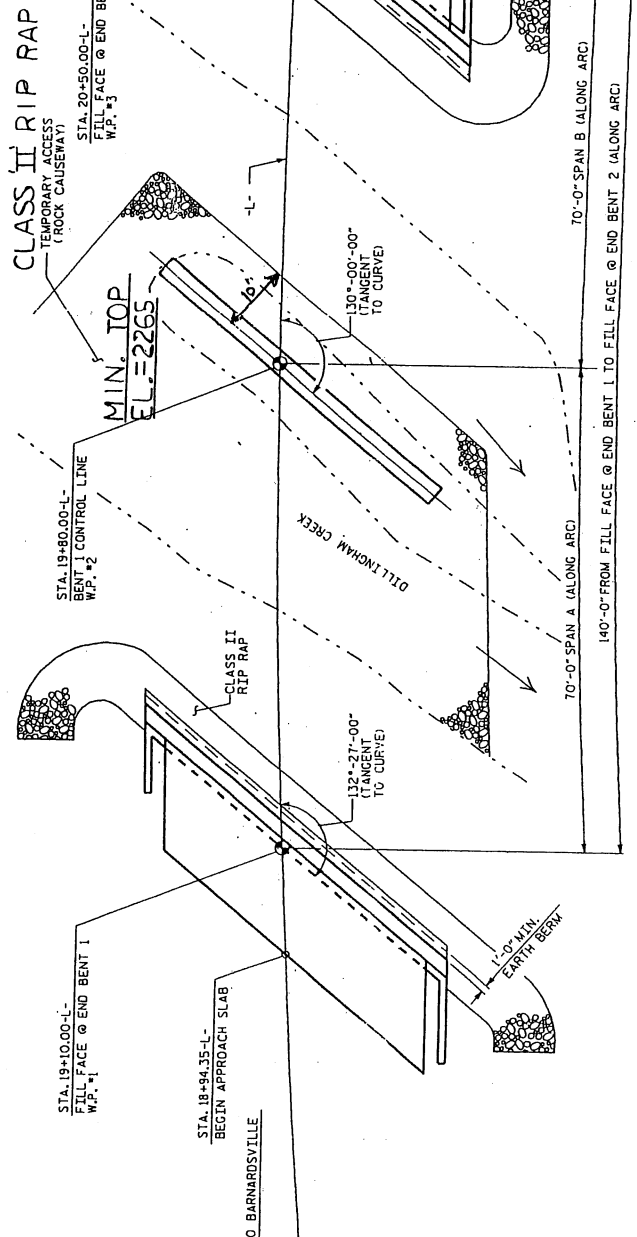 CLASS II RIP RAP
TEMPORARY ACCESS
(ROCK CAUSEWAY)
STA. 20+50.00-L-
FILL FACE @ END BE
W.P. #3
MIN. TOP
EL.=2265
10'
-L-
130°-00'-00"
(TANGENT
TO CURVE)
STA. 19+80.00-L-
BENT 1 CONTROL LINE
W.P. #2
DILLINGHAM CREEK
CLASS II
RIP RAP
132°-27'-00"
(TANGENT
TO CURVE)
STA. 19+10.00-L-
FILL FACE @ END BENT 1
W.P. #1
STA. 18+94.35-L-
BEGIN APPROACH SLAB
O BARNARDSVILLE
1'-0" MIN.
EARTH BERM
70'-0" SPAN A (ALONG ARC)
70'-0" SPAN B (ALONG ARC)
140'-0" FROM FILL FACE @ END BENT 1 TO FILL FACE @ END BENT 2 (ALONG ARC)